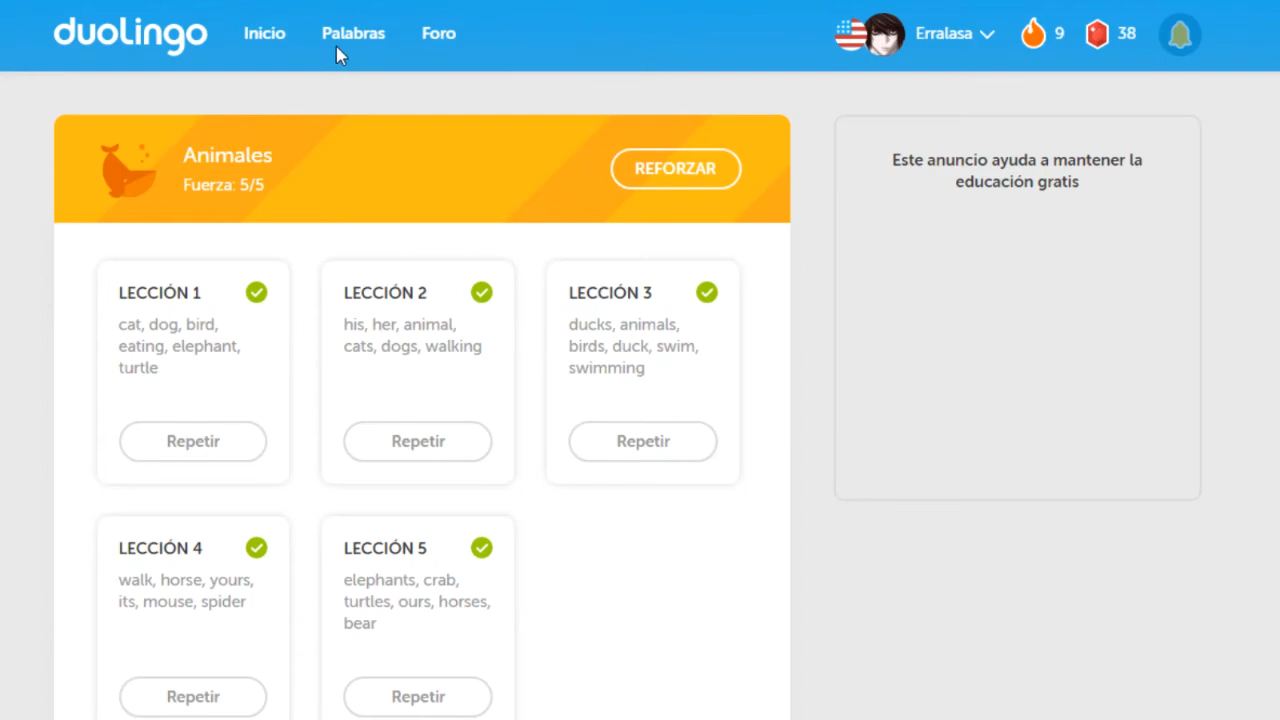 duolingo
Inicio
Palabras
Foro
Erralasa
9
38
Animales
Fuerza: 5/5
REFORZAR
Este anuncio ayuda a mantener la
educación gratis
LECCIÓN 1
cat, dog, bird,
eating, elephant,
turtle
Repetir
LECCIÓN 2
his, her, animal,
cats, dogs, walking
Repetir
LECCIÓN 3
ducks, animals,
birds, duck, swim,
swimming
Repetir
LECCIÓN 4
walk, horse, yours,
its, mouse, spider
Repetir
LECCIÓN 5
elephants, crab,
turtles, ours, horses,
bear
Repetir